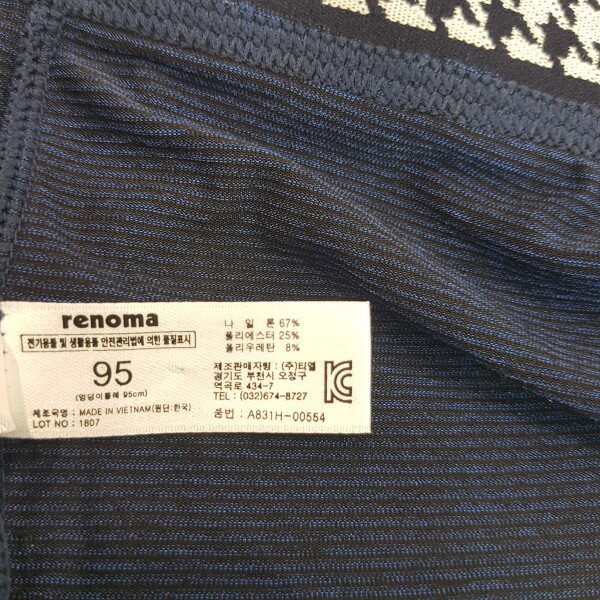 renoma
전기용품 및 생활용품 안전관리법에 의한 품질표시
95
(엉덩이둘레 95cm)
제조국명 : MADE IN VIETNAM(원단:한국)
LOT NO : 1807
나 일 론 67%
폴리에스터 25%
폴리우레탄 8%
제조판매자형 : (주)티엘
경기도 부천시 오정구
역곡로 434-7
TEL : (032)674-8727
품번 : A831H-00554